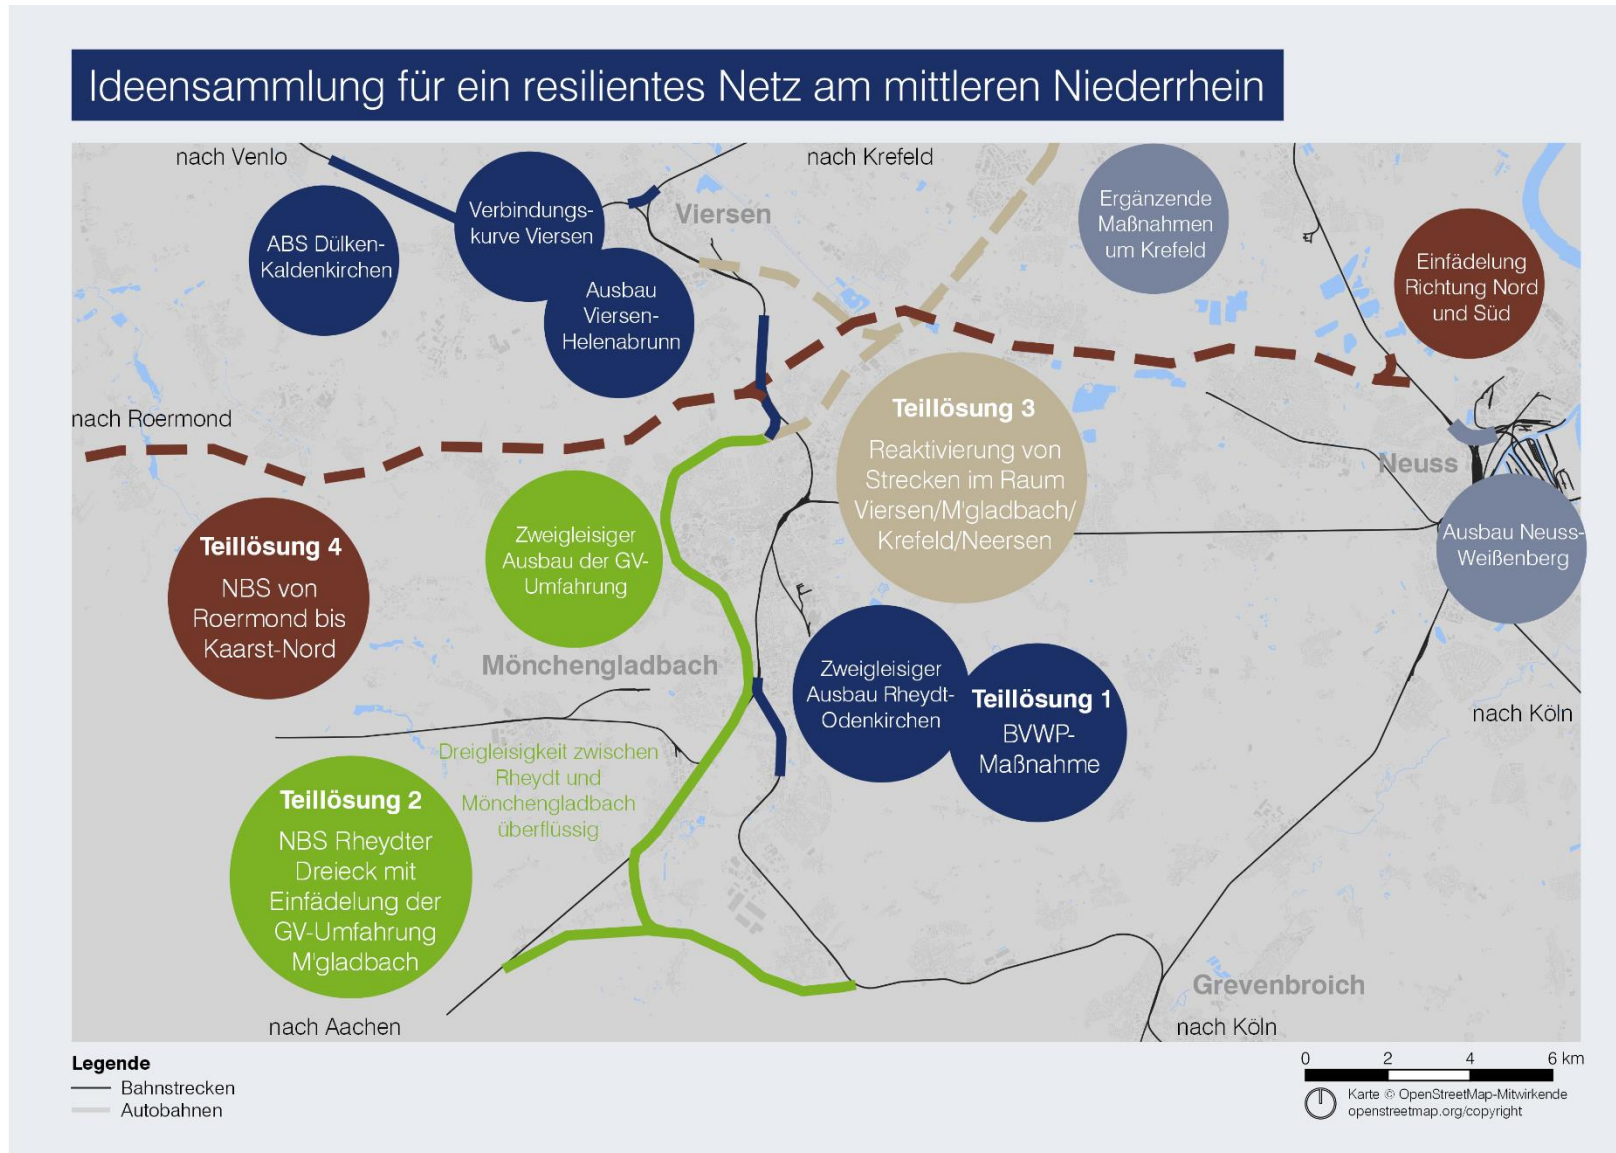 Ideensammlung für ein resilientes Netz am mittleren Niederrhein
nach Venlo
nach Krefeld
Verbindungs-
kurve Viersen
Viersen
Ergänzende
Maßnahmen
um Krefeld
ABS Dülken-
Kaldenkirchen
Einfädelung
Richtung Nord
und Süd
Ausbau
Viersen-
Helenabrunn
nach Roermond
Teillösung 3
Reaktivierung von
Strecken im Raum
Viersen/M'gladbach/
Krefeld/Neersen
Neuss
Ausbau Neuss-
Weißenberg
Teillösung 4
NBS von
Roermond bis
Kaarst-Nord
Zweigleisiger
Ausbau der GV-
Umfahrung
Mönchengladbach
Zweigleisiger
Ausbau Rheydt-
Odenkirchen
Teillösung 1
BVWP-
Maßnahme
nach Köln
Dreigleisigkeit zwischen
Rheydt und
Mönchengladbach
überflüssig
Teillösung 2
NBS Rheydter
Dreieck mit
Einfädelung der
GV-Umfahrung
M'gladbach
Grevenbroich
nach Aachen
nach Köln
Legende
Bahnstrecken
Autobahnen
0 2 4 6 km
Karte © OpenStreetMap-Mitwirkende
openstreetmap.org/copyright